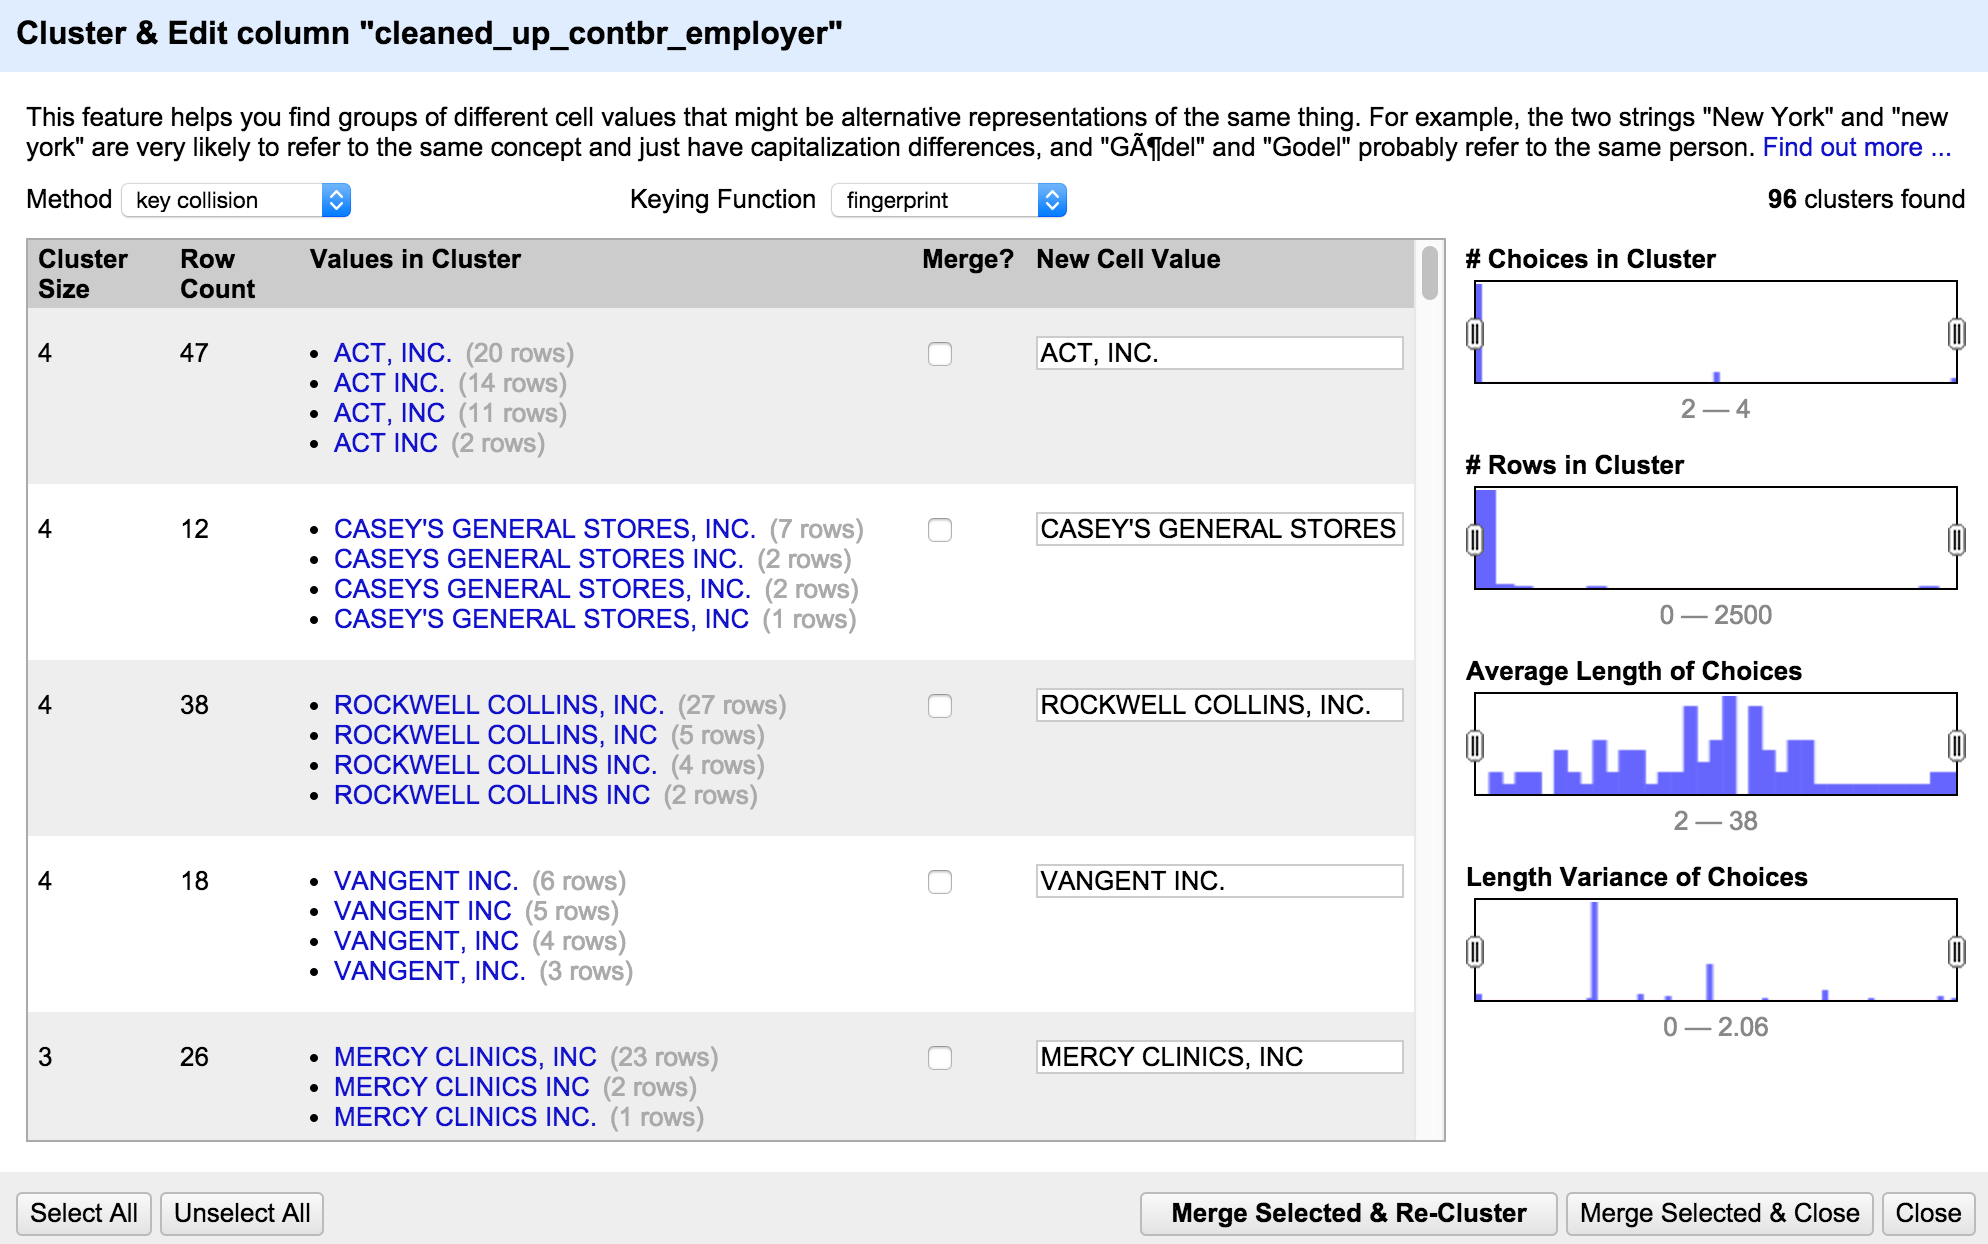 Cluster & Edit column "cleaned_up_contbr_employer"
This feature helps you find groups of different cell values that might be alternative representations of the same thing. For example, the two strings "New York" and "new
york" are very likely to refer to the same concept and just have capitalization differences, and "GÃ¶del" and "Godel" probably refer to the same person. Find out more ...
Method key collision Keying Function fingerprint 96 clusters found
Cluster Size Row Count Values in Cluster Merge? New Cell Value
4 47 • ACT, INC. (20 rows) ACT, INC.
• ACT INC. (14 rows)
• ACT, INC (11 rows)
• ACT INC (2 rows)
4 12 • CASEY'S GENERAL STORES, INC. (7 rows) CASEY'S GENERAL STORES
• CASEYS GENERAL STORES INC. (2 rows)
• CASEYS GENERAL STORES, INC. (2 rows)
• CASEY'S GENERAL STORES, INC (1 rows)
4 38 • ROCKWELL COLLINS, INC. (27 rows) ROCKWELL COLLINS, INC.
• ROCKWELL COLLINS, INC (5 rows)
• ROCKWELL COLLINS INC. (4 rows)
• ROCKWELL COLLINS INC (2 rows)
4 18 • VANGENT INC. (6 rows) VANGENT INC.
• VANGENT INC (5 rows)
• VANGENT, INC (4 rows)
• VANGENT, INC. (3 rows)
3 26 • MERCY CLINICS, INC (23 rows) MERCY CLINICS, INC
• MERCY CLINICS INC (2 rows)
• MERCY CLINICS INC. (1 rows)
# Choices in Cluster
2 — 4
# Rows in Cluster
0 — 2500
Average Length of Choices
2 — 38
Length Variance of Choices
0 — 2.06
Select All Unselect All Merge Selected & Re-Cluster Merge Selected & Close Close